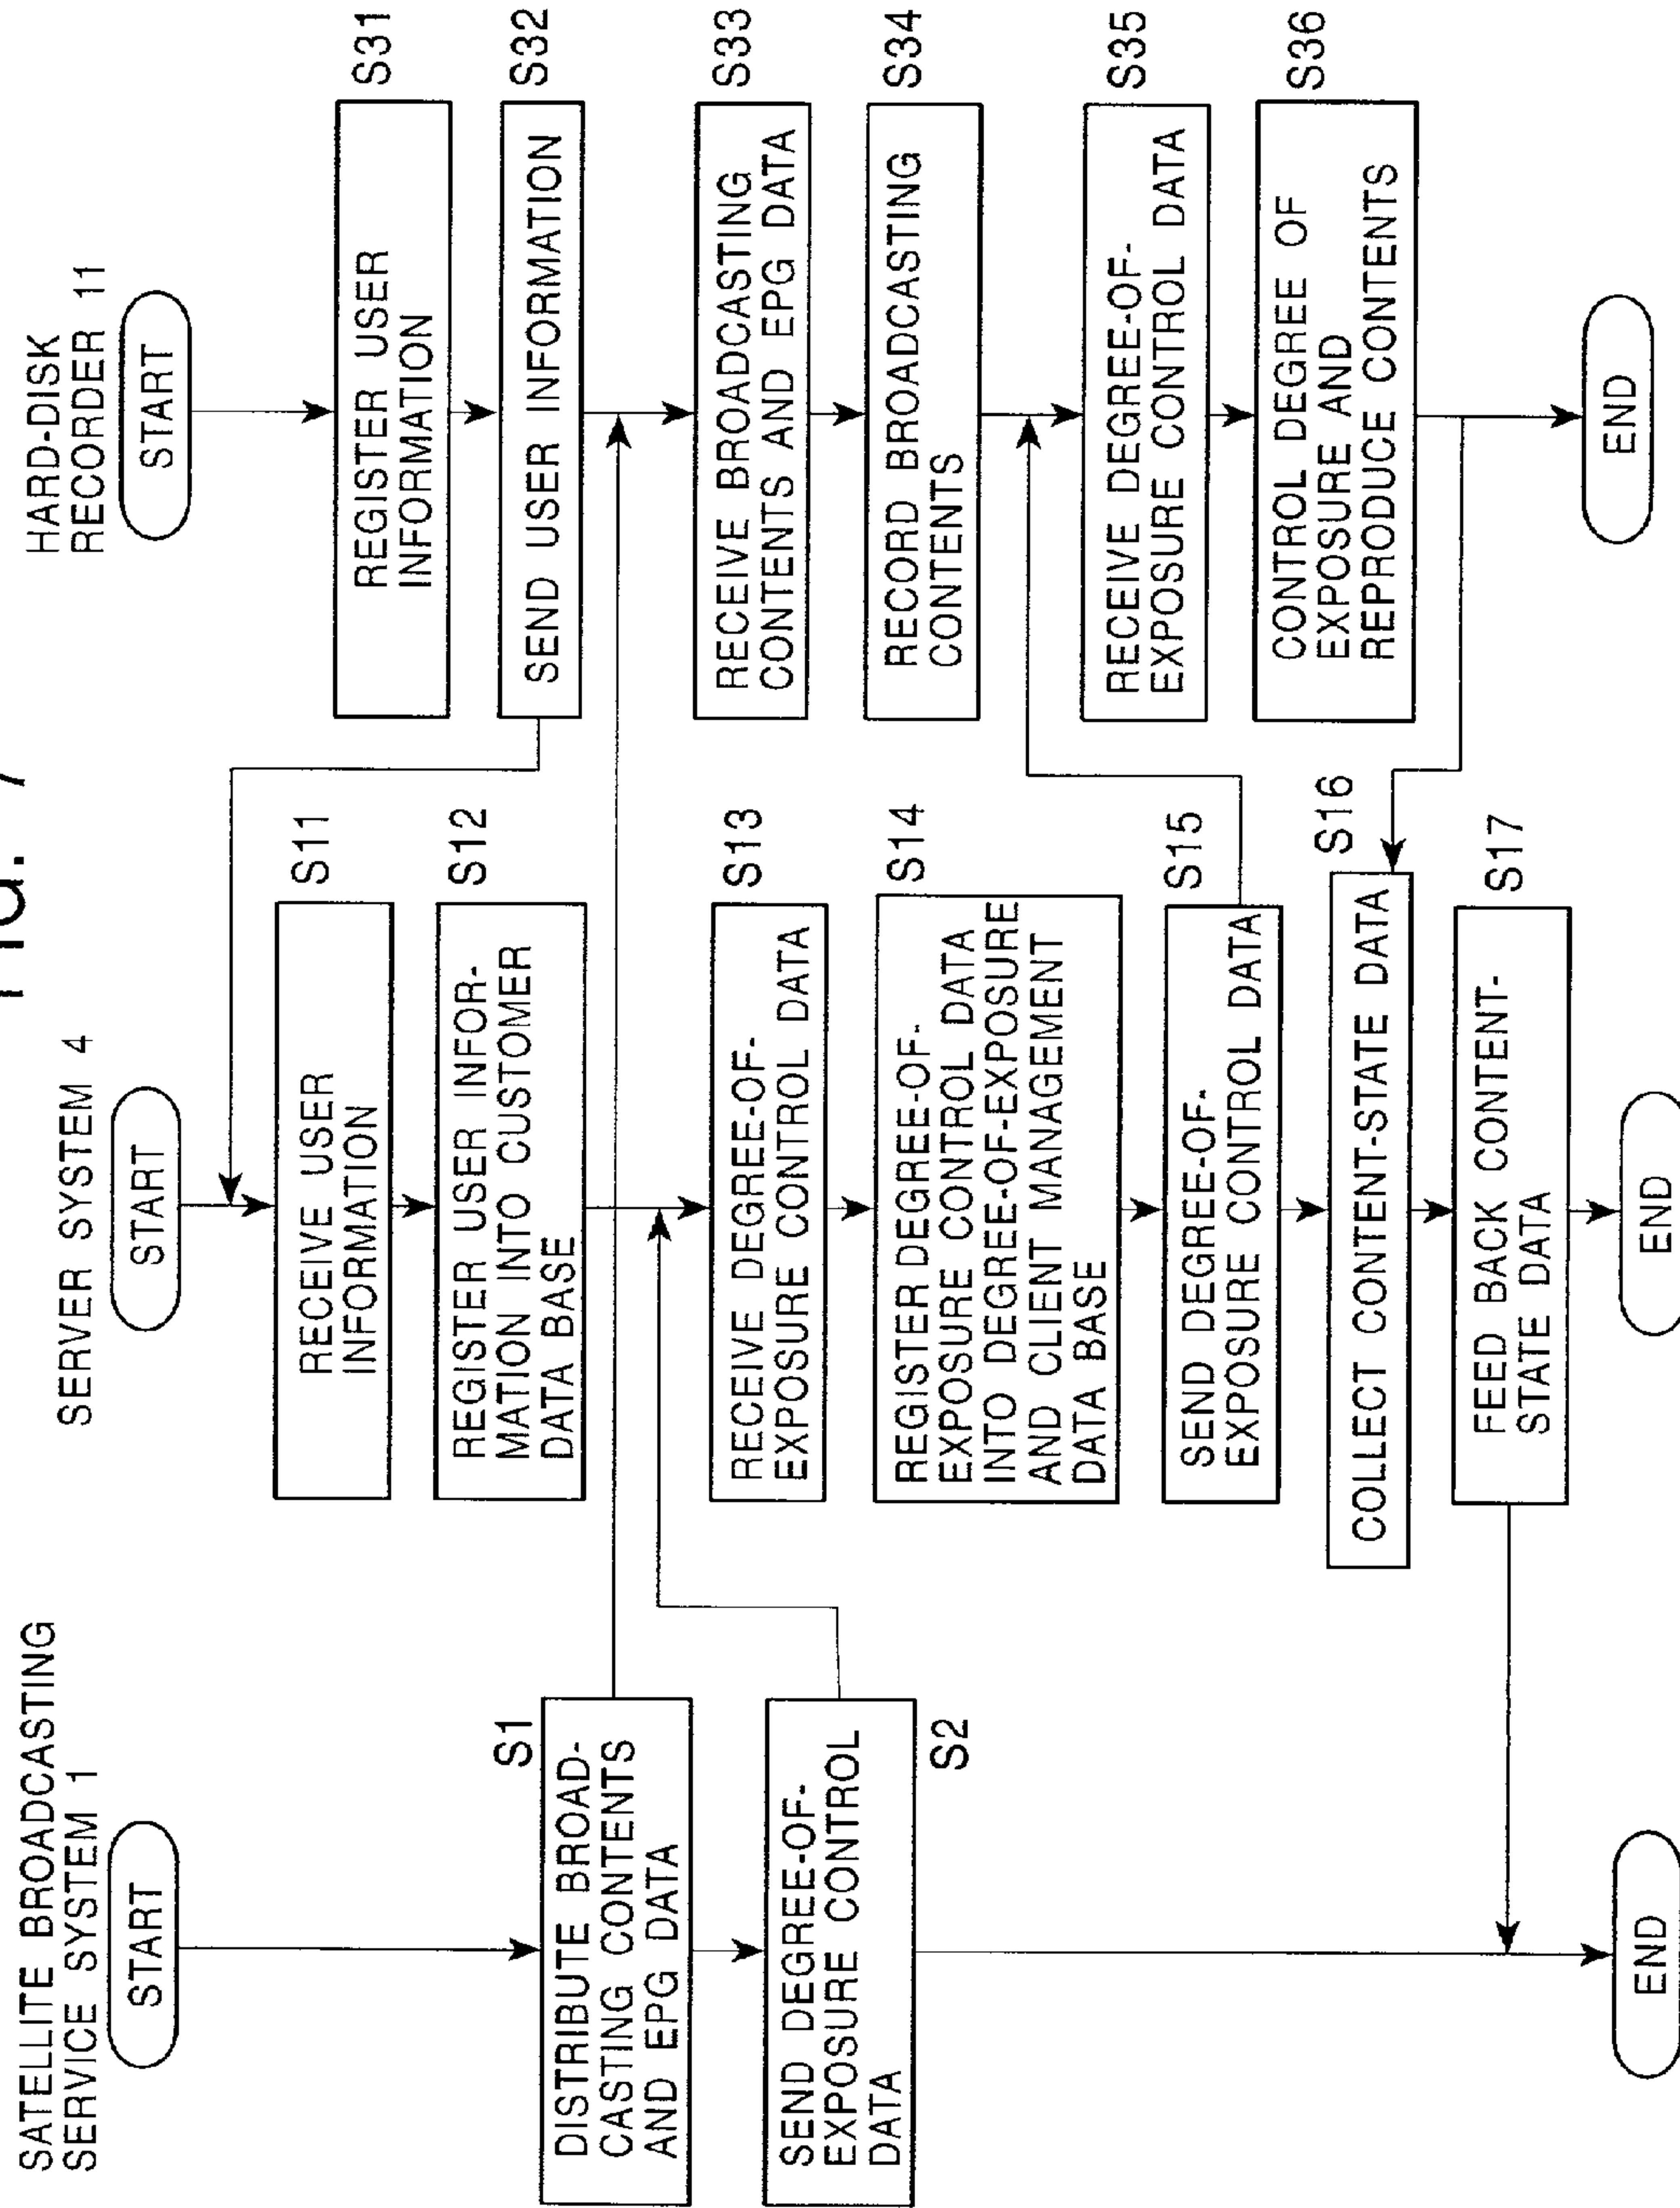 FIG. 7
SATELLITE BROADCASTING
SERVICE SYSTEM 1
START
S1
DISTRIBUTE BROAD-
CASTING CONTENTS
AND EPG DATA
SEND DEGREE-OF-
EXPOSURE CONTROL
DATA
S2
END
SERVER SYSTEM 4
START
S11
RECEIVE USER
INFORMATION
S12
REGISTER USER INFOR-
MATION INTO CUSTOMER
DATA BASE
S13
RECEIVE DEGREE-OF-
EXPOSURE CONTROL DATA
S14
REGISTER DEGREE-OF-
EXPOSURE CONTROL DATA
INTO DEGREE-OF-EXPOSURE
AND CLIENT MANAGEMENT
DATA BASE
S15
SEND DEGREE-OF-
EXPOSURE CONTROL DATA
S16
COLLECT CONTENT-STATE DATA
S17
FEED BACK CONTENT-
STATE DATA
END
HARD-DISK
RECORDER 11
START
S31
REGISTER USER
INFORMATION
S32
SEND USER INFORMATION
S33
RECEIVE BROADCASTING
CONTENTS AND EPG DATA
S34
RECORD BROADCASTING
CONTENTS
S35
RECEIVE DEGREE-OF-
EXPOSURE CONTROL DATA
S36
CONTROL DEGREE OF
EXPOSURE AND
REPRODUCE CONTENTS
END